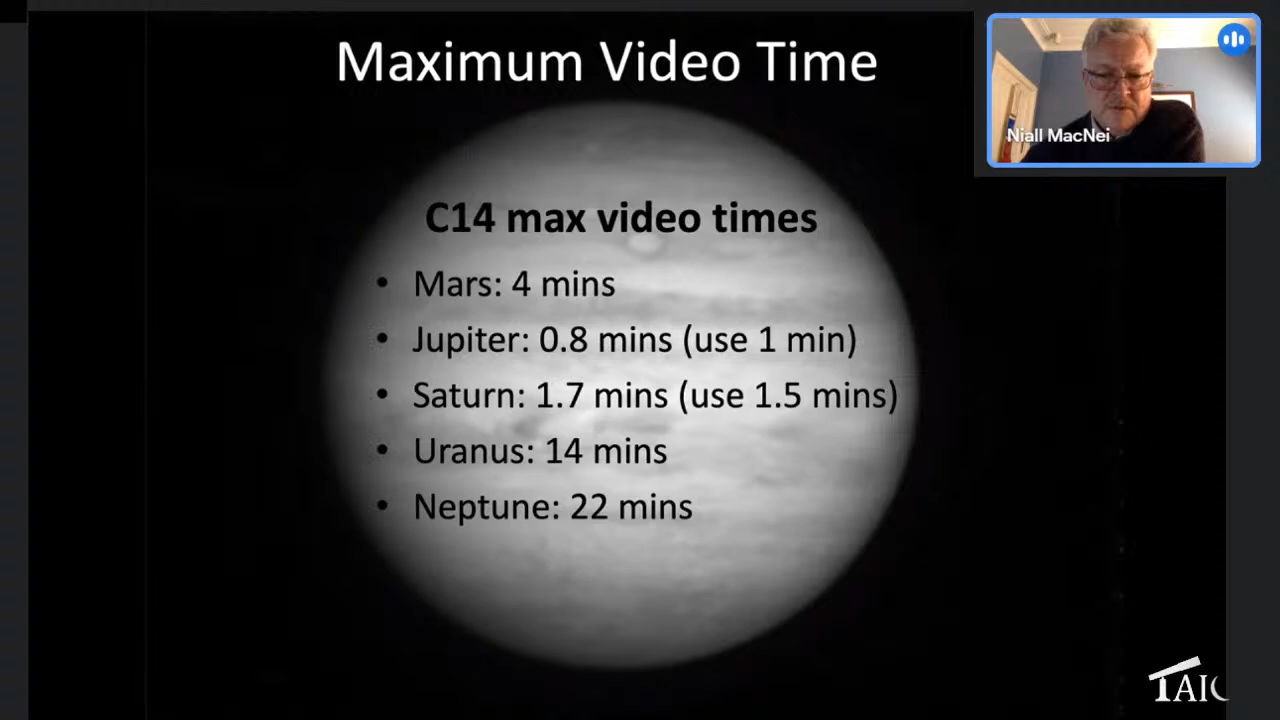 Maximum Video Time
Niall MacNei
C14 max video times
• Mars: 4 mins
• Jupiter: 0.8 mins (use 1 min)
• Saturn: 1.7 mins (use 1.5 mins)
• Uranus: 14 mins
• Neptune: 22 mins
TAIC